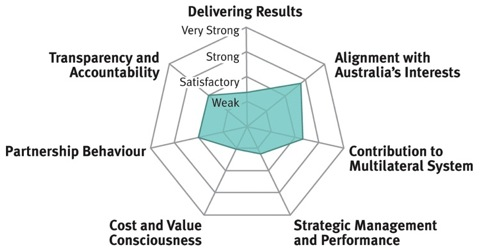 Delivering Results
Very Strong
Strong
Satisfactory
Weak
Transparency and
Accountability
Alignment with
Australia's Interests
Partnership Behaviour
Contribution to
Multilateral System
Cost and Value
Consciousness
Strategic Management
and Performance